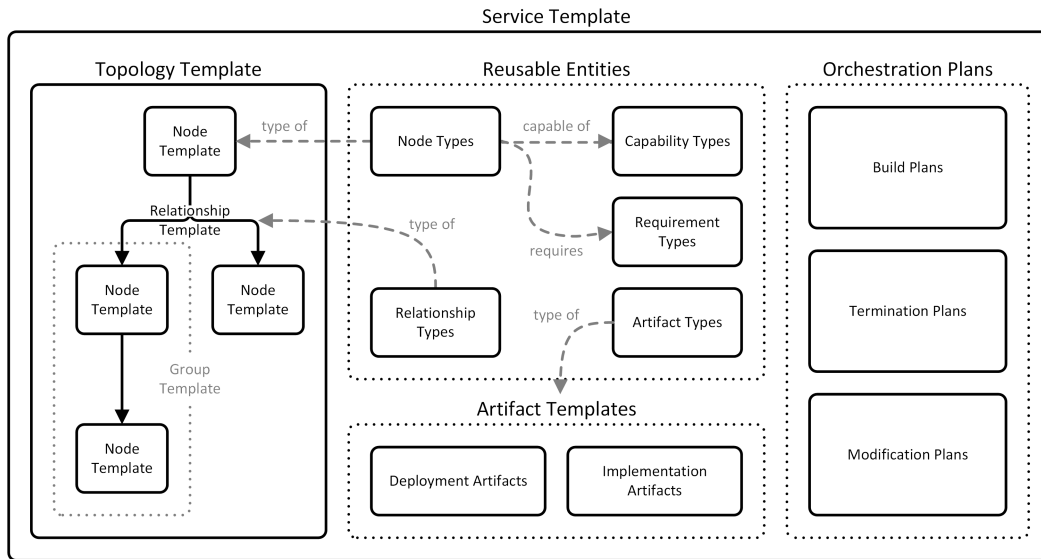 Service Template
Topology Template
Node
Template
Relationship
Template
Node
Template
Node
Template
Group
Template
Node
Template
type of
Reusable Entities
Node Types
capable of
Capability Types
requires
Requirement
Types
type of
Relationship
Types
type of
Artifact Types
Artifact Templates
Deployment Artifacts
Implementation
Artifacts
Orchestration Plans
Build Plans
Termination Plans
Modification Plans